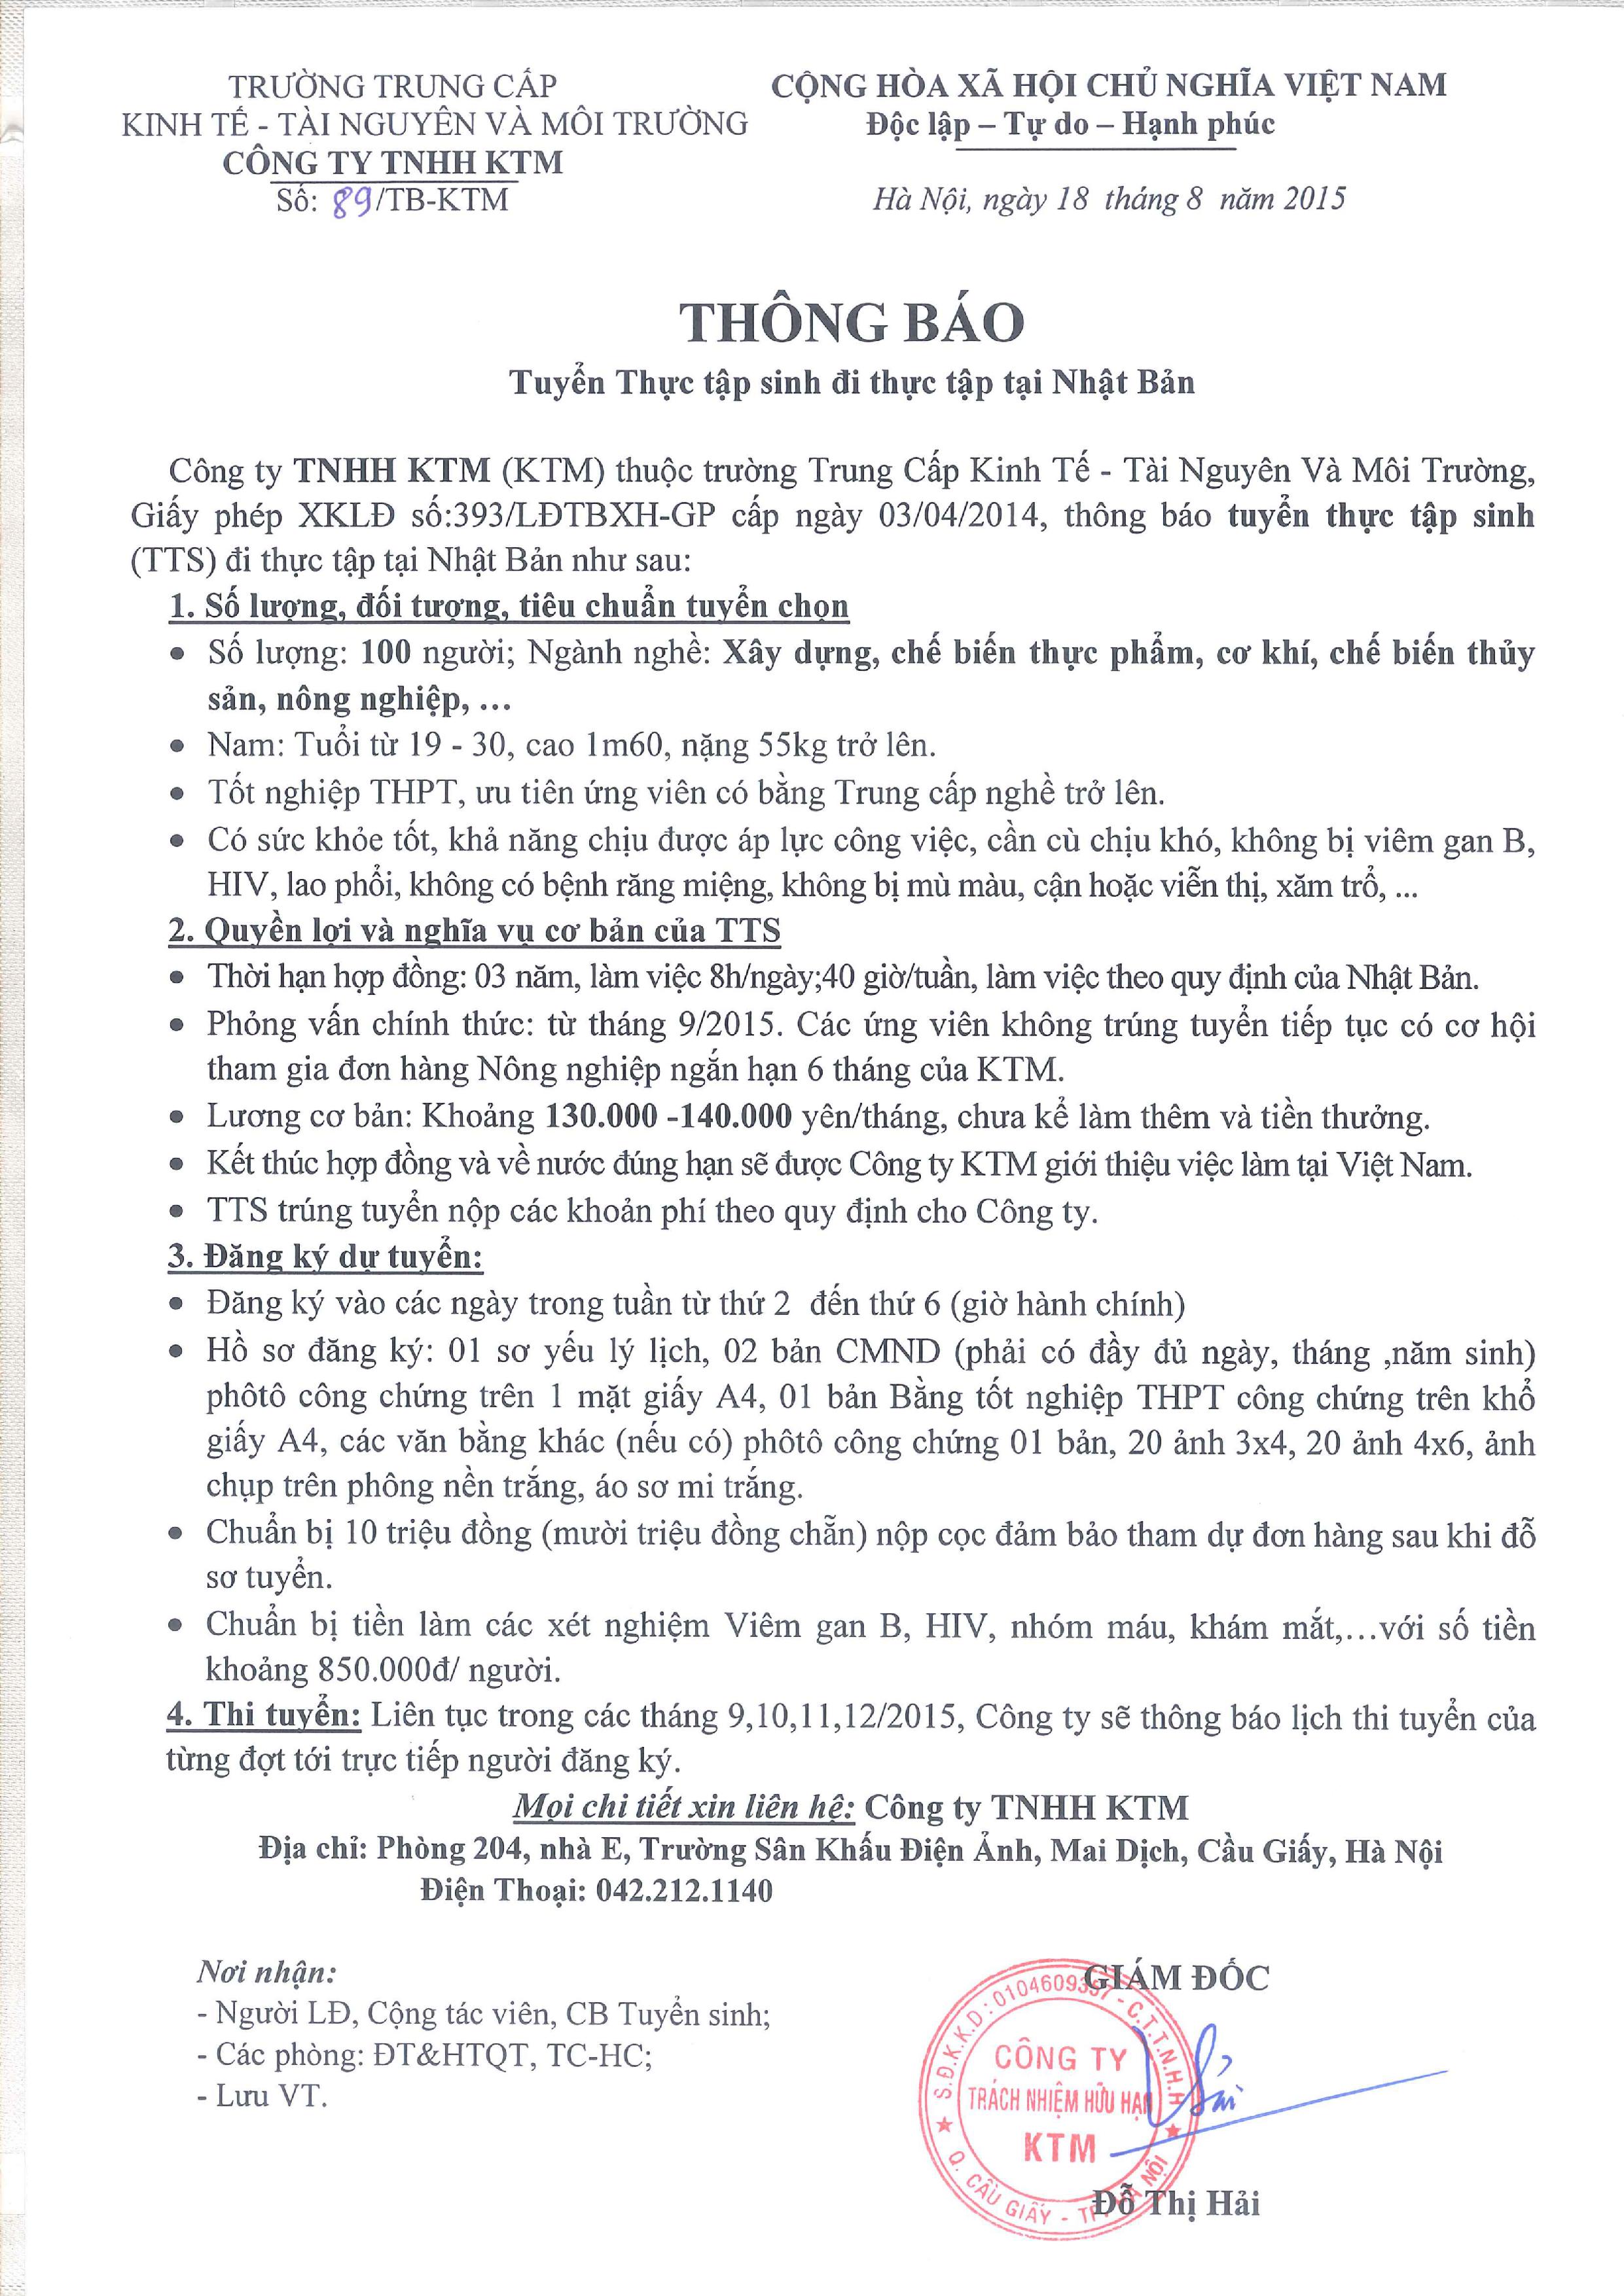 TRƯỜNG TRUNG CẤP
KINH TẾ - TÀI NGUYÊN VÀ MÔI TRƯỜNG
CÔNG TY TNHH KTM
Số: 89/TB-KTM
CỘNG HÒA XÃ HỘI CHỦ NGHĨA VIỆT NAM
Độc lập – Tự do – Hạnh phúc
Hà Nội, ngày 18 tháng 8 năm 2015
THÔNG BÁO
Tuyển Thực tập sinh đi thực tập tại Nhật Bản
Công ty TNHH KTM (KTM) thuộc trường Trung Cấp Kinh Tế - Tài Nguyên Và Môi Trường,
Giấy phép XKLĐ số:393/LĐTBXH-GP cấp ngày 03/04/2014, thông báo tuyển thực tập sinh
(TTS) đi thực tập tại Nhật Bản như sau:
1. Số lượng, đối tượng, tiêu chuẩn tuyển chọn
• Số lượng: 100 người; Ngành nghề: Xây dựng, chế biến thực phẩm, cơ khí, chế biến thủy
sản, nông nghiệp, ...
• Nam: Tuổi từ 19 - 30, cao 1m60, nặng 55kg trở lên.
• Tốt nghiệp THPT, ưu tiên ứng viên có bằng Trung cấp nghề trở lên.
• Có sức khỏe tốt, khả năng chịu được áp lực công việc, cần cù chịu khó, không bị viêm gan B,
HIV, lao phổi, không có bệnh răng miệng, không bị mù màu, cận hoặc viễn thị, xăm trổ, ...
2. Quyền lợi và nghĩa vụ cơ bản của TTS
• Thời hạn hợp đồng: 03 năm, làm việc 8h/ngày;40 giờ/tuần, làm việc theo quy định của Nhật Bản.
• Phỏng vấn chính thức: từ tháng 9/2015. Các ứng viên không trúng tuyển tiếp tục có cơ hội
tham gia đơn hàng Nông nghiệp ngắn hạn 6 tháng của KTM.
• Lương cơ bản: Khoảng 130.000 -140.000 yên/tháng, chưa kể làm thêm và tiền thưởng.
• Kết thúc hợp đồng và về nước đúng hạn sẽ được Công ty KTM giới thiệu việc làm tại Việt Nam.
• TTS trúng tuyển nộp các khoản phí theo quy định cho Công ty.
3. Đăng ký dự tuyển:
• Đăng ký vào các ngày trong tuần từ thứ 2 đến thứ 6 (giờ hành chính)
• Hồ sơ đăng ký: 01 sơ yếu lý lịch, 02 bản CMND (phải có đầy đủ ngày, tháng ,năm sinh)
phôtô công chứng trên 1 mặt giấy A4, 01 bản Bằng tốt nghiệp THPT công chứng trên khổ
giấy A4, các văn bằng khác (nếu có) phôtô công chứng 01 bản, 20 ảnh 3x4, 20 ảnh 4x6, ảnh
chụp trên phông nền trắng, áo sơ mi trắng.
• Chuẩn bị 10 triệu đồng (mười triệu đồng chẵn) nộp cọc đảm bảo tham dự đơn hàng sau khi đỗ
sơ tuyển.
• Chuẩn bị tiền làm các xét nghiệm Viêm gan B, HIV, nhóm máu, khám mắt,...với số tiền
khoảng 850.000đ/ người.
4. Thi tuyển: Liên tục trong các tháng 9,10,11,12/2015, Công ty sẽ thông báo lịch thi tuyển của
từng đợt tới trực tiếp người đăng ký.
Mọi chi tiết xin liên hệ: Công ty TNHH KTM
Địa chỉ: Phòng 204, nhà E, Trường Sân Khấu Điện Ảnh, Mai Dịch, Cầu Giấy, Hà Nội
Điện Thoại: 042.212.1140
Nơi nhận:
- Người LĐ, Cộng tác viên, CB Tuyển sinh;
- Các phòng: ĐT&HTQT, TC-HC;
- Lưu VT.
GIÁM ĐỐC
S.Đ.K.K.D: 0104609357 - C.T.T.N.H.H
CÔNG TY
TRÁCH NHIỆM HỮU HẠN
KTM
Q. CẦU GIẤY - TP. HÀ NỘI
Đỗ Thị Hải